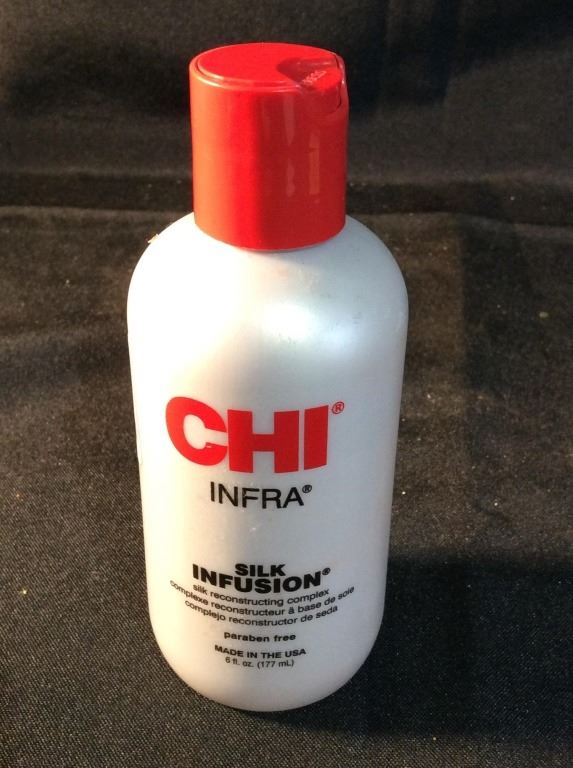 PRESS
CHI®
INFRA®
SILK
INFUSION®
silk reconstructing complex
complexe reconstructeur à base de soie
complejo reconstructor de seda
paraben free
MADE IN THE USA
6 fl. oz. (177 mL)